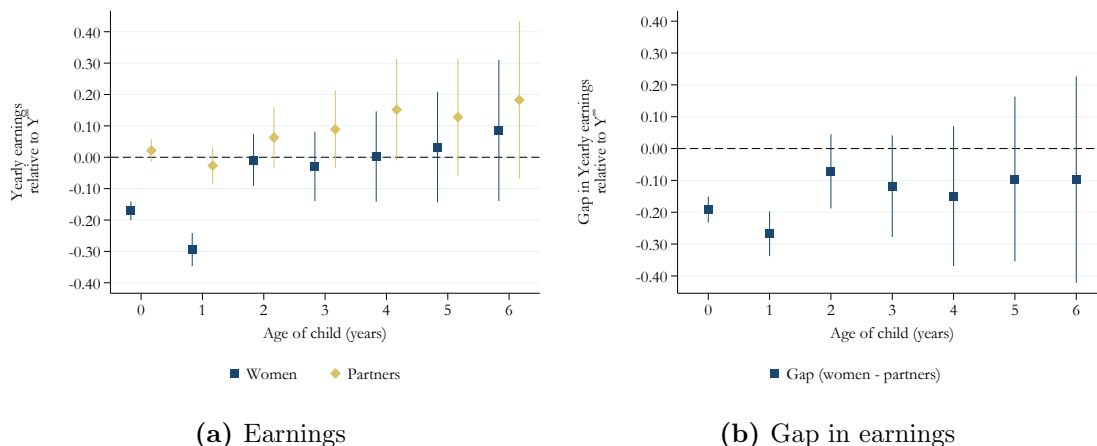 0.40
0.30
0.20
0.10
0.00
-0.10
-0.20
-0.30
-0.40
Yearly earnings
relative to Y∞
0 1 2 3 4 5 6
Age of child (years)
Women Partners
(a) Earnings
0.40
0.30
0.20
0.10
0.00
-0.10
-0.20
-0.30
-0.40
Gap in Yearly earnings
relative to Y∞
0 1 2 3 4 5 6
Age of child (years)
Gap (women - partners)
(b) Gap in earnings